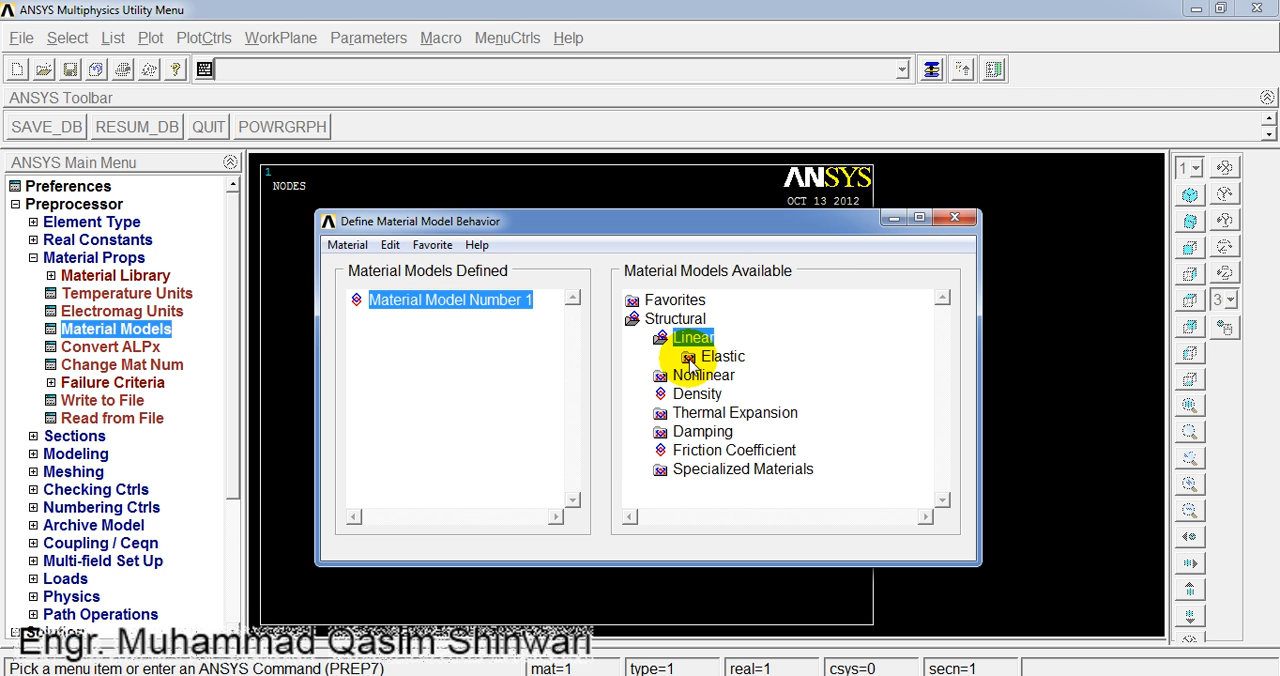 ANSYS Multiphysics Utility Menu
File Select List Plot PlotCtrls WorkPlane Parameters Macro MenuCtrls Help
ANSYS Toolbar
SAVE_DB RESUM_DB QUIT POWRGRPH
ANSYS Main Menu
Preferences
Preprocessor
Element Type
Real Constants
Material Props
Material Library
Temperature Units
Electromag Units
Material Models
Convert ALPx
Change Mat Num
Failure Criteria
Write to File
Read from File
Sections
Modeling
Meshing
Checking Ctrls
Numbering Ctrls
Archive Model
Coupling / Ceqn
Multi-field Set Up
Loads
Physics
Path Operations
Solution
1
NODES
ANSYS
OCT 13 2012
Define Material Model Behavior
Material Edit Favorite Help
Material Models Defined
Material Model Number 1
Material Models Available
Favorites
Structural
Linear
Elastic
Nonlinear
Density
Thermal Expansion
Damping
Friction Coefficient
Specialized Materials
1
3
Engr. Muhammad Qasim Shinwari
Pick a menu item or enter an ANSYS Command (PREP7) mat=1 type=1 real=1 csys=0 secn=1